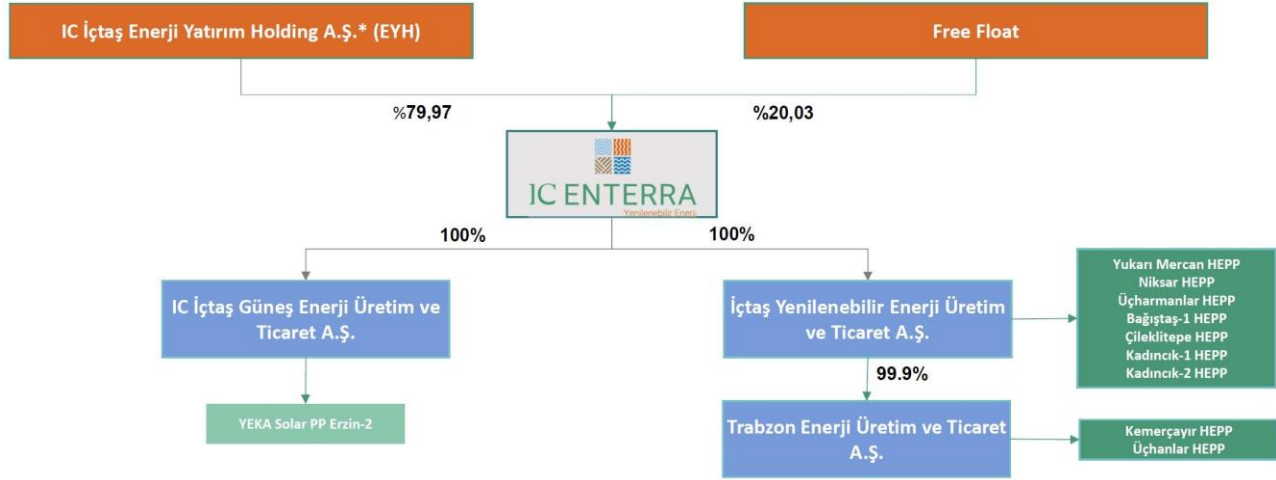 IC İçtaş Enerji Yatırım Holding A.Ş.* (EYH)
Free Float
%79,97
%20,03
IC ENTERRA
Yenilenebilir Enerji
100%
100%
IC İçtaş Güneş Enerji Üretim ve
Ticaret A.Ş.
İçtaş Yenilenebilir Enerji Üretim
ve Ticaret A.Ş.
Yukarı Mercan HEPP
Niksar HEPP
Üçharmanlar HEPP
Bağıştaş-1 HEPP
Çileklitepe HEPP
Kadıncık-1 HEPP
Kadıncık-2 HEPP
99.9%
YEKA Solar PP Erzin-2
Trabzon Enerji Üretim ve Ticaret
A.Ş.
Kemerçayır HEPP
Üçhanlar HEPP